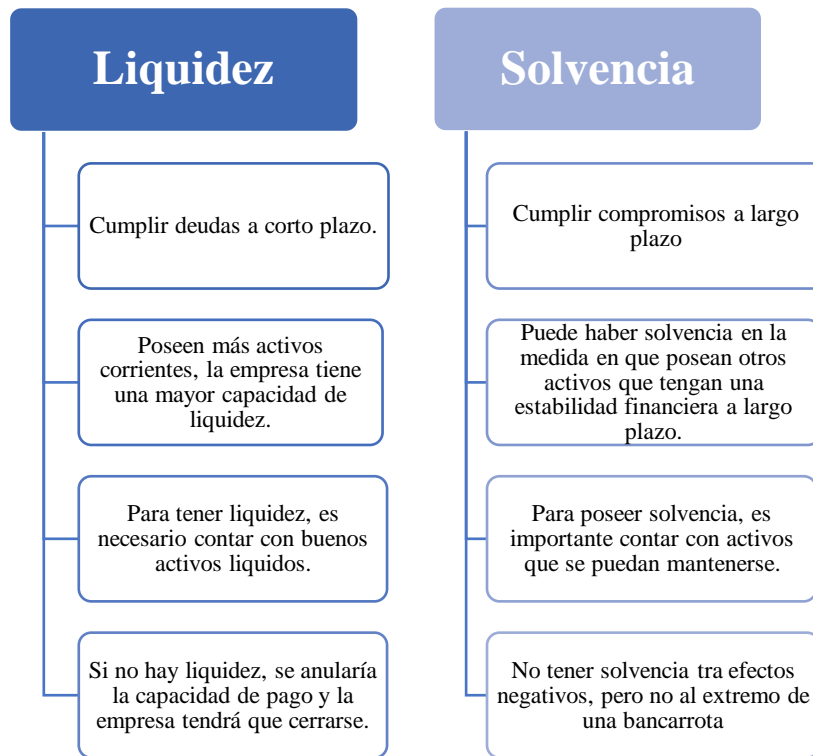 Liquidez
Cumplir deudas a corto plazo.
Poseen más activos
corrientes, la empresa tiene
una mayor capacidad de
liquidez.
Para tener liquidez, es
necesario contar con buenos
activos liquidos.
Si no hay liquidez, se anularía
la capacidad de pago y la
empresa tendrá que cerrarse.
Solvencia
Cumplir compromisos a largo
plazo
Puede haber solvencia en la
medida en que posean otros
activos que tengan una
estabilidad financiera a largo
plazo.
Para poseer solvencia, es
importante contar con activos
que se puedan mantenerse.
No tener solvencia tra efectos
negativos, pero no al extremo de
una bancarrota